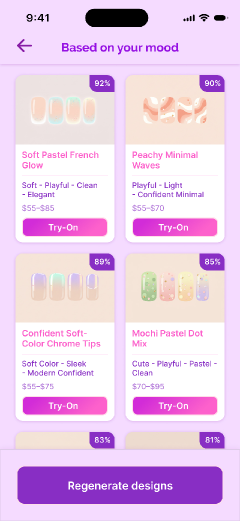 9:41
Based on your mood
92%
Soft Pastel French
Glow
Soft - Playful - Clean
- Elegant
$55–$85
Try-On
90%
Peachy Minimal
Waves
Playful - Light
- Confident Minimal
$55–$70
Try-On
89%
Confident Soft-
Color Chrome Tips
Soft Color - Sleek
- Modern Confident
$55–$75
Try-On
85%
Mochi Pastel Dot
Mix
Cute - Playful - Pastel -
Clean
$70–$95
Try-On
83%
81%
Regenerate designs